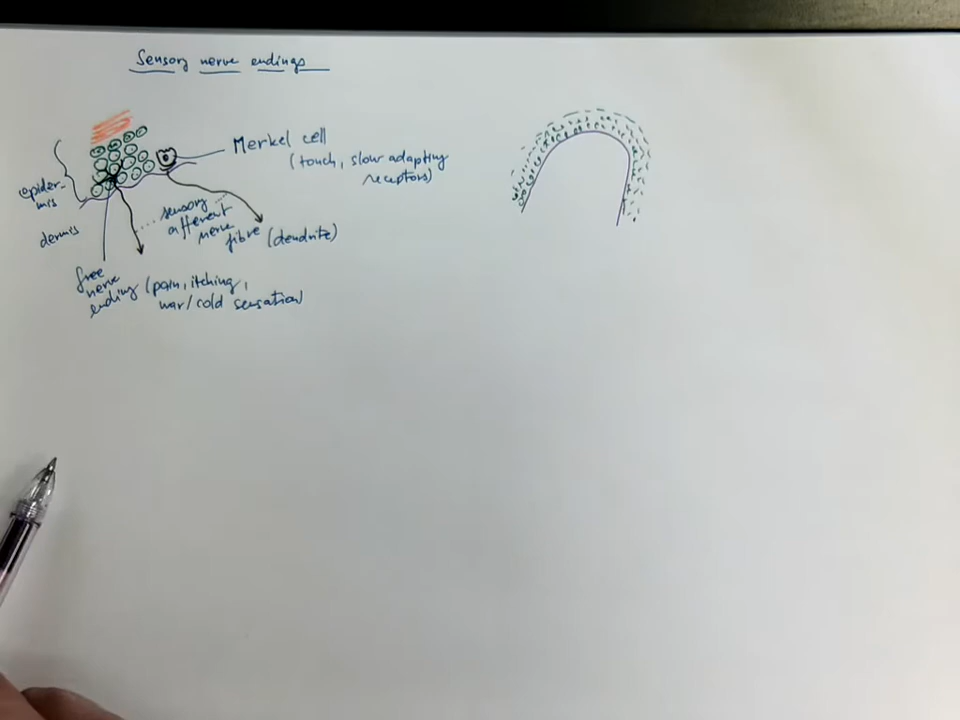 Sensory nerve endings
Merkel cell
(touch, slow adapting
receptors)
epider-
mis
dermis
sensory
afferent
nerve
fibre (dendrite)
free
nerve
ending (pain, itching,
war/cold sensation)